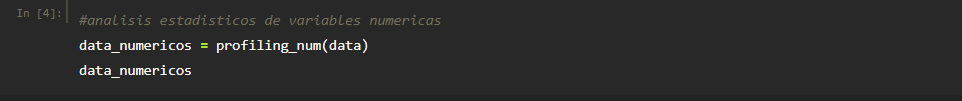 In [4]:
#analisis estadisticos de variables numericas
data_numericos = profiling_num(data)
data_numericos